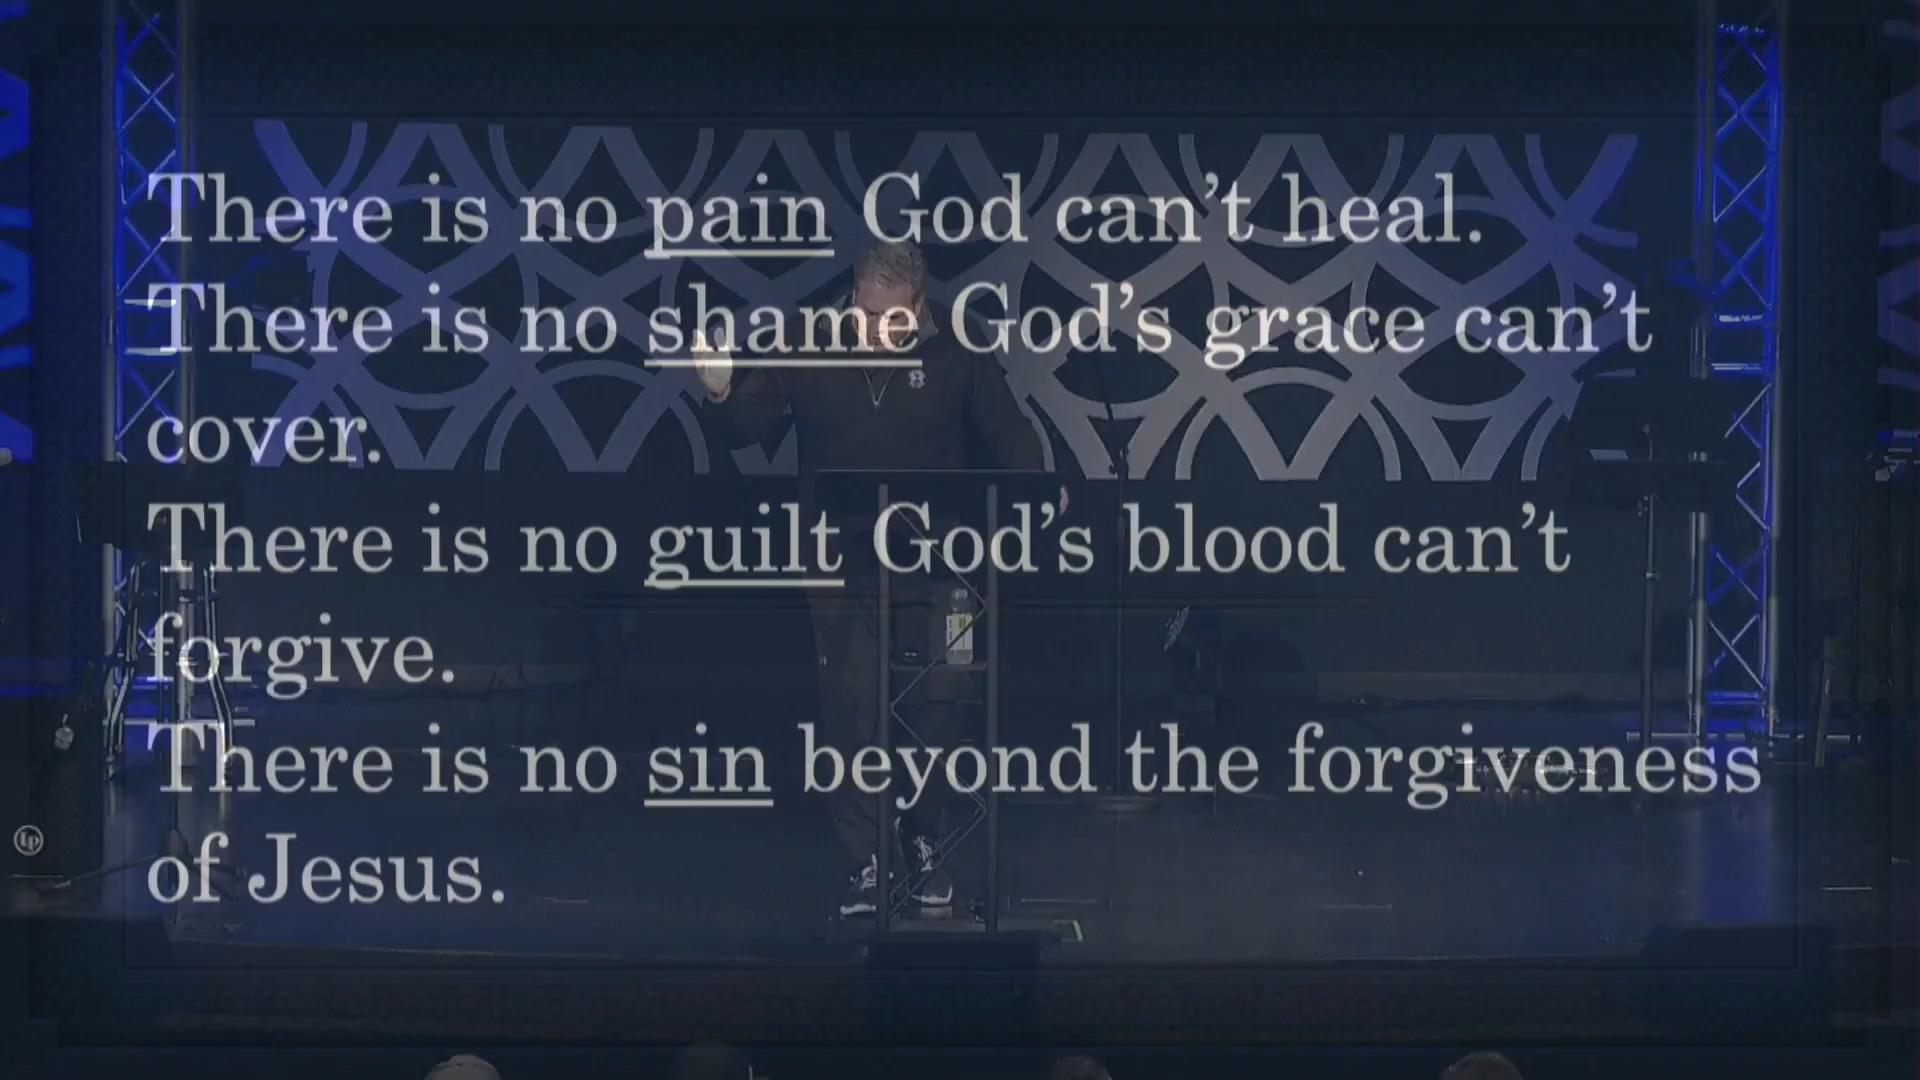 There is no pain God can’t heal.
There is no shame God’s grace can’t
cover.
There is no guilt God’s blood can’t
forgive.
There is no sin beyond the forgiveness
of Jesus.
LP